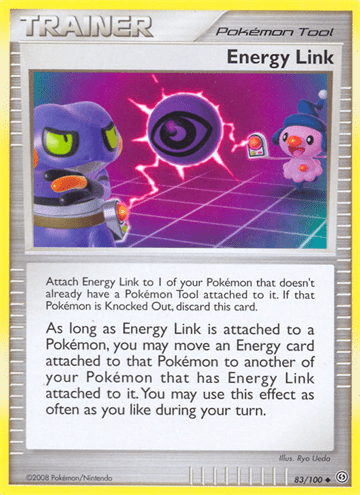 TRAINER
Pokémon Tool
Energy Link
Attach Energy Link to 1 of your Pokémon that doesn't
already have a Pokémon Tool attached to it. If that
Pokémon is Knocked Out, discard this card.
As long as Energy Link is attached to a
Pokémon, you may move an Energy card
attached to that Pokémon to another of
your Pokémon that has Energy Link
attached to it. You may use this effect as
often as you like during your turn.
Illus. Ryo Ueda
©2008 Pokémon/Nintendo
83/100 ◆